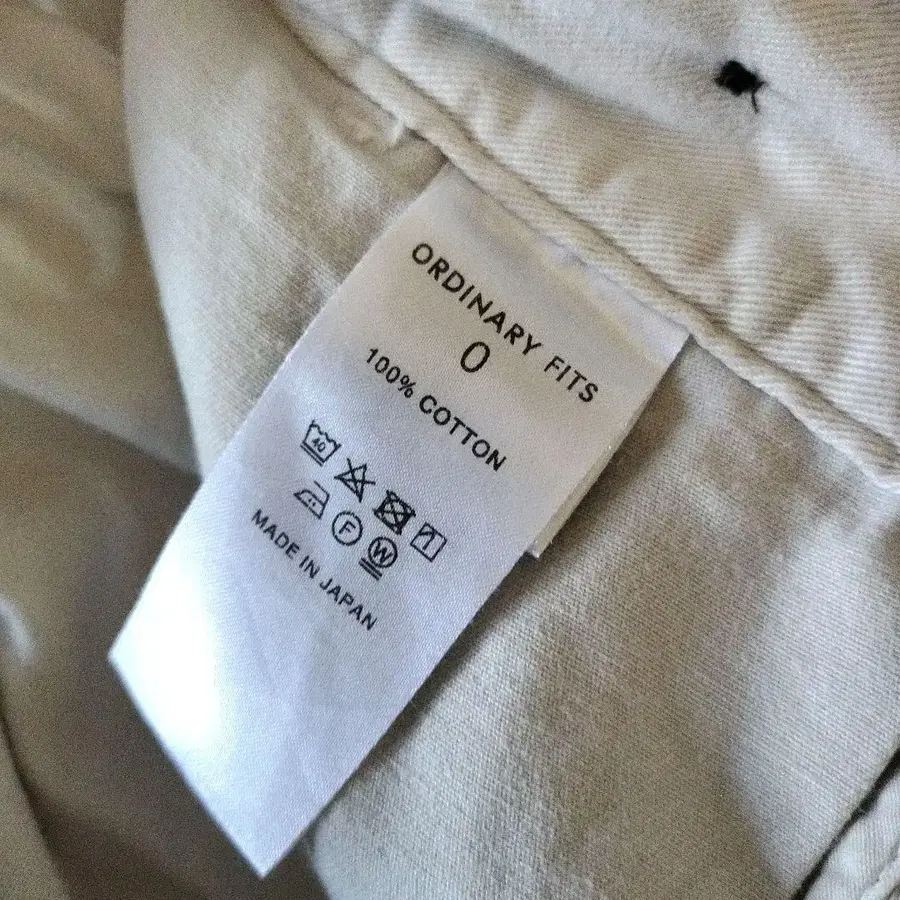 ORDINARY FITS
0
100% COTTON
40
F W
MADE IN JAPAN